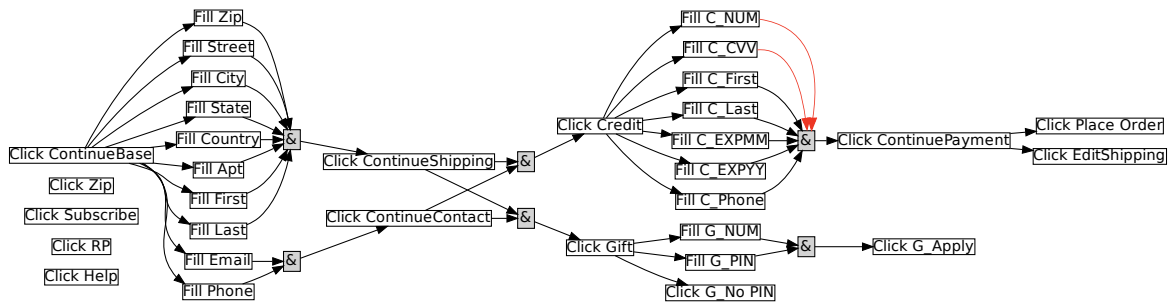 Click ContinueBase
Click Zip
Click Subscribe
Click RP
Click Help
Fill Zip
Fill Street
Fill City
Fill State
Fill Country
Fill Apt
Fill First
Fill Last
Fill Email
Fill Phone
&
&
Click ContinueShipping
Click ContinueContact
&
&
Click Credit
Click Gift
Fill C_NUM
Fill C_CVV
Fill C_First
Fill C_Last
Fill C_EXPMM
Fill C_EXPYY
Fill C_Phone
Fill G_NUM
Fill G_PIN
Click G_No PIN
&
&
Click ContinuePayment
Click G_Apply
Click Place Order
Click EditShipping